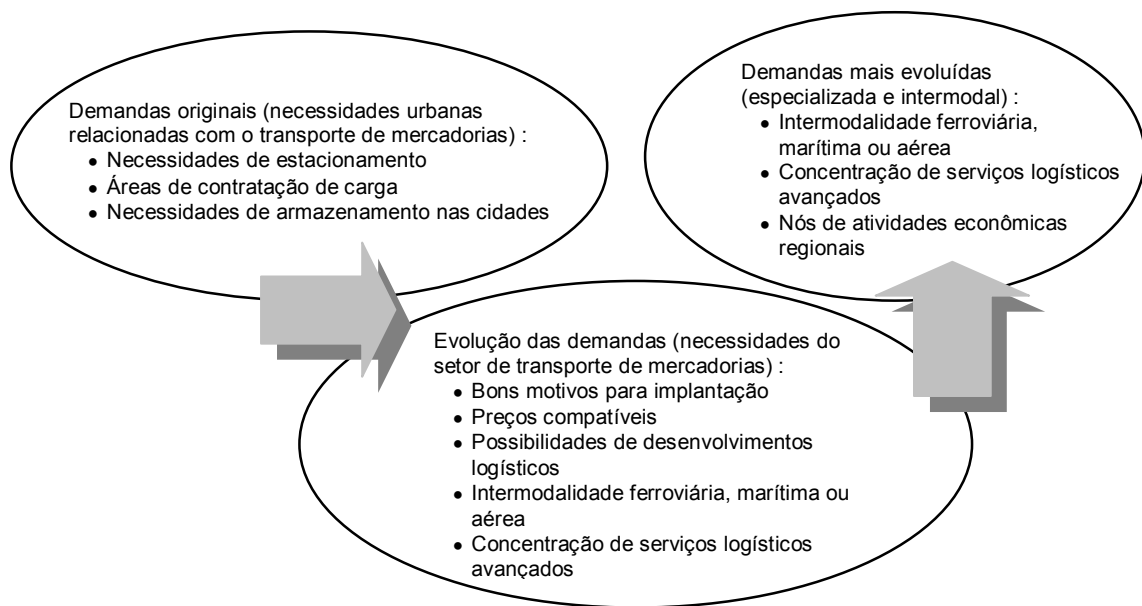 Demandas originais (necessidades urbanas
relacionadas com o transporte de mercadorias) :
• Necessidades de estacionamento
• Áreas de contratação de carga
• Necessidades de armazenamento nas cidades
Demandas mais evoluídas
(especializada e intermodal) :
• Intermodalidade ferroviária,
marítima ou aérea
• Concentração de serviços logísticos
avançados
• Nós de atividades econômicas
regionais
Evolução das demandas (necessidades do
setor de transporte de mercadorias) :
• Bons motivos para implantação
• Preços compatíveis
• Possibilidades de desenvolvimentos
logísticos
• Intermodalidade ferroviária, marítima ou
aérea
• Concentração de serviços logísticos
avançados